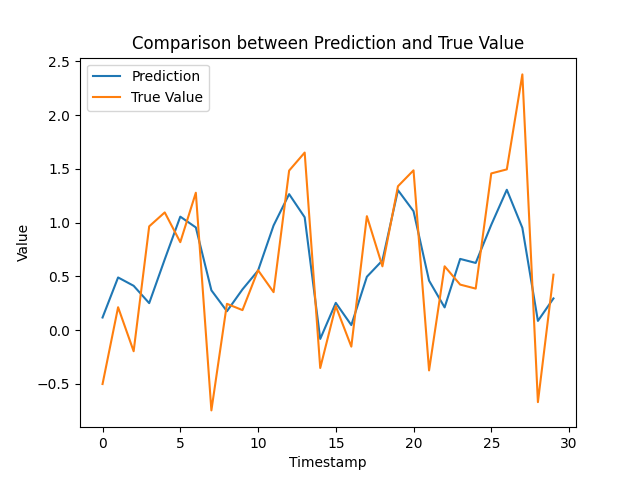 Comparison between Prediction and True Value
Prediction
True Value
2.5
2.0
1.5
1.0
0.5
0.0
−0.5
Value
0 5 10 15 20 25 30
Timestamp